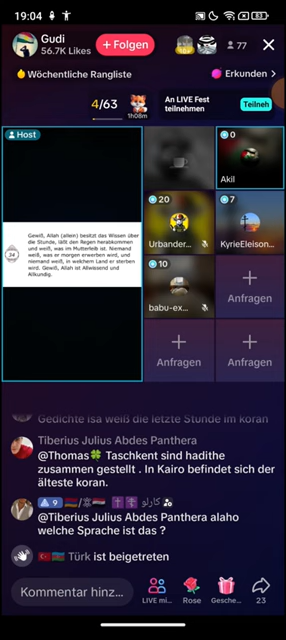 19:04
83
Gudi
56.7K Likes
+ Folgen
77
Wöchentliche Rangliste
Erkunden >
4/63
1h08m
An LIVE Fest teilnehmen
Teilneh
Host
0
Akil
Gewiß, Allah (allein) besitzt das Wissen über
die Stunde, läßt den Regen herabkommen
und weiß, was im Mutterleib ist. Niemand
weiß, was er morgen erwerben wird, und
niemand weiß, in welchem Land er sterben
wird. Gewiß, Allah ist Allwissend und
Allkundig.
34
20
Urbander...
7
KyrieEleison...
10
babu-ex...
Anfragen
Anfragen
Anfragen
Gedichte isa weiß die letzte Stunde im koran
Tiberius Julius Abdes Panthera
@Thomas🍀 Taschkent sind hadithe
zusammen gestellt . In Kairo befindet sich der
älteste koran.
9
كارلو
@Tiberius Julius Abdes Panthera alaho
welche Sprache ist das ?
Türk ist beigetreten
Kommentar hinz...
LIVE mi...
Rose
Gesche...
23